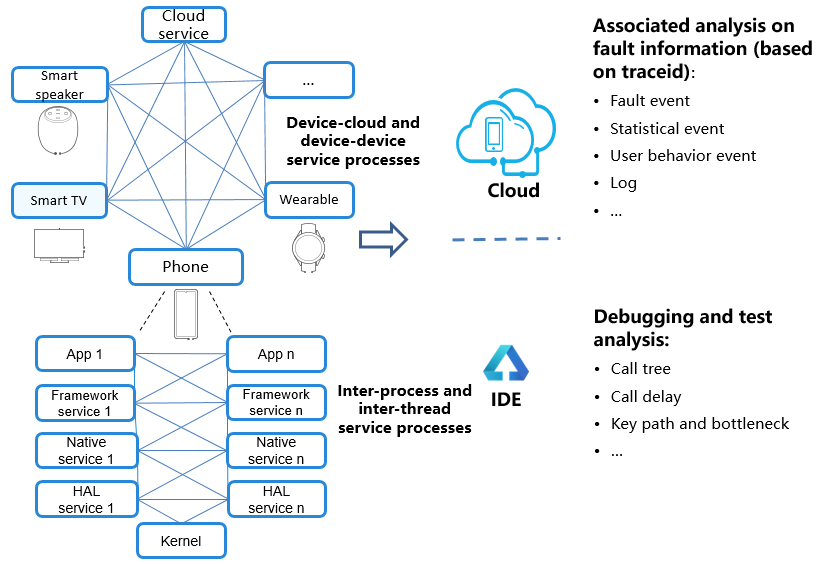 Cloud
service
Smart
speaker
...
Device-cloud and
device-device
service processes
Smart TV
Wearable
Phone
App 1
App n
Framework
service 1
Framework
service n
Inter-process and
inter-thread
service processes
Native
service 1
Native
service n
HAL
service 1
HAL
service n
Kernel
Cloud
IDE
Associated analysis on
fault information (based
on traceid):
• Fault event
• Statistical event
• User behavior event
• Log
• ...
Debugging and test
analysis:
• Call tree
• Call delay
• Key path and bottleneck
• ...